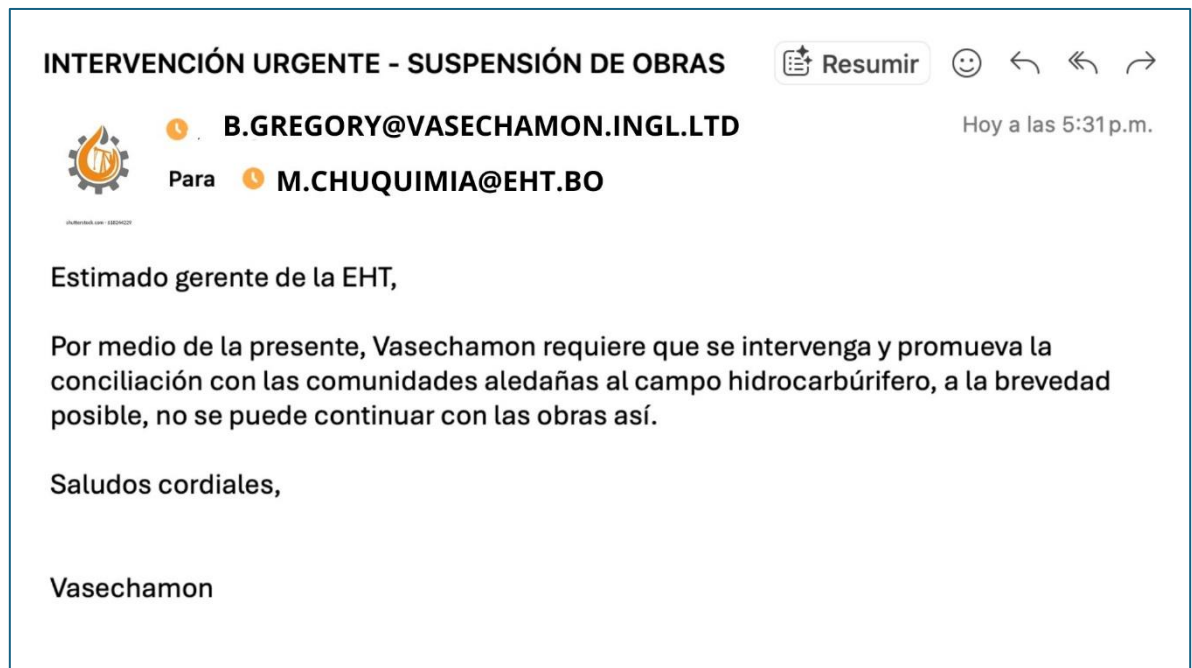 INTERVENCIÓN URGENTE - SUSPENSIÓN DE OBRAS
Resumir
B.GREGORY@VASECHAMON.INGL.LTD
Hoy a las 5:31 p.m.
Para M.CHUQUIMIA@EHT.BO
Estimado gerente de la EHT,
Por medio de la presente, Vasechamon requiere que se intervenga y promueva la
conciliación con las comunidades aledañas al campo hidrocarbúrifero, a la brevedad
posible, no se puede continuar con las obras así.
Saludos cordiales,
Vasechamon